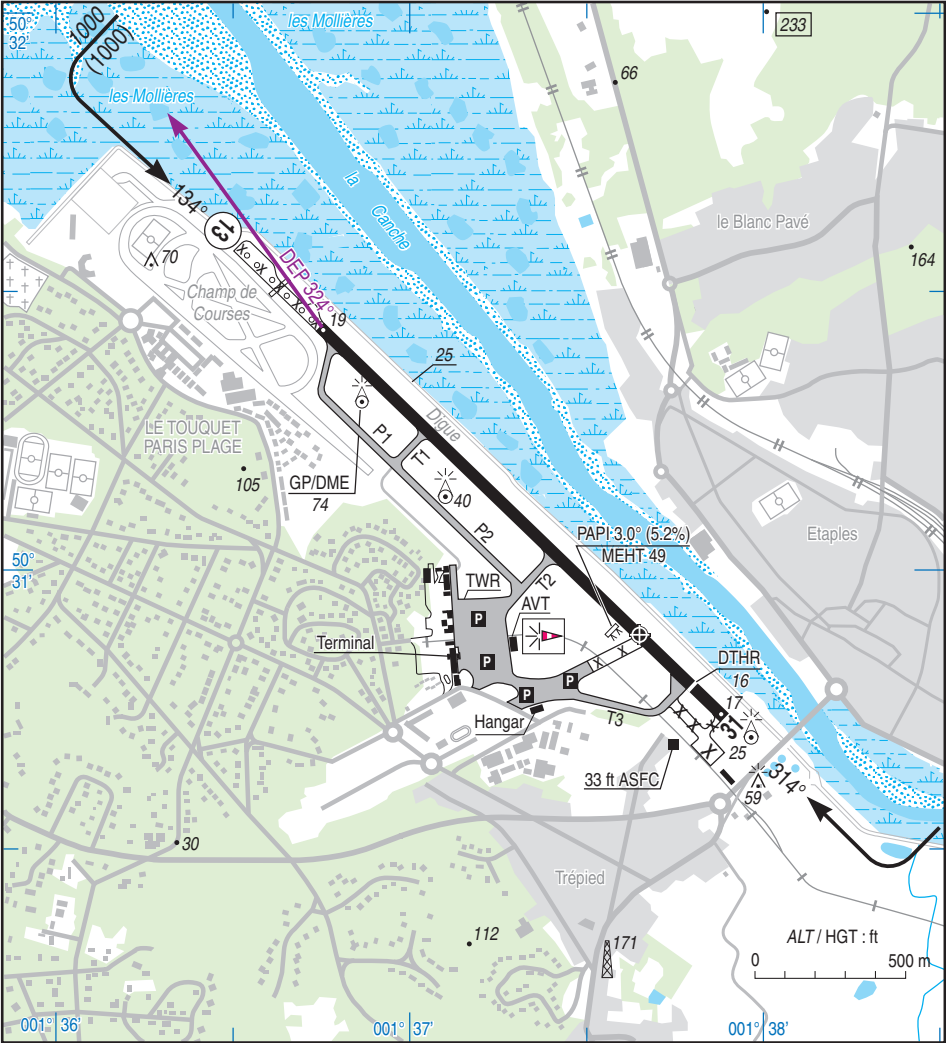 50°
32'
1000
(1000)
les Mollières
233
66
les Mollières
134°
13
la
Canche
le Blanc Pavé
70
164
DEP 324°
Champ de
Courses
19
25
Digue
LE TOUQUET
PARIS PLAGE
P1
T1
105
GP/DME
74
40
P2
PAPI 3.0° (5.2%)
MEHT 49
Etaples
50°
31'
TWR
T2
AVT
P
Terminal
P
DTHR
16
P
P
17
Hangar
T3
31
25
33 ft ASFC
59
314°
30
Trépied
112
171
ALT / HGT : ft
0 500 m
001° 36'
001° 37'
001° 38'